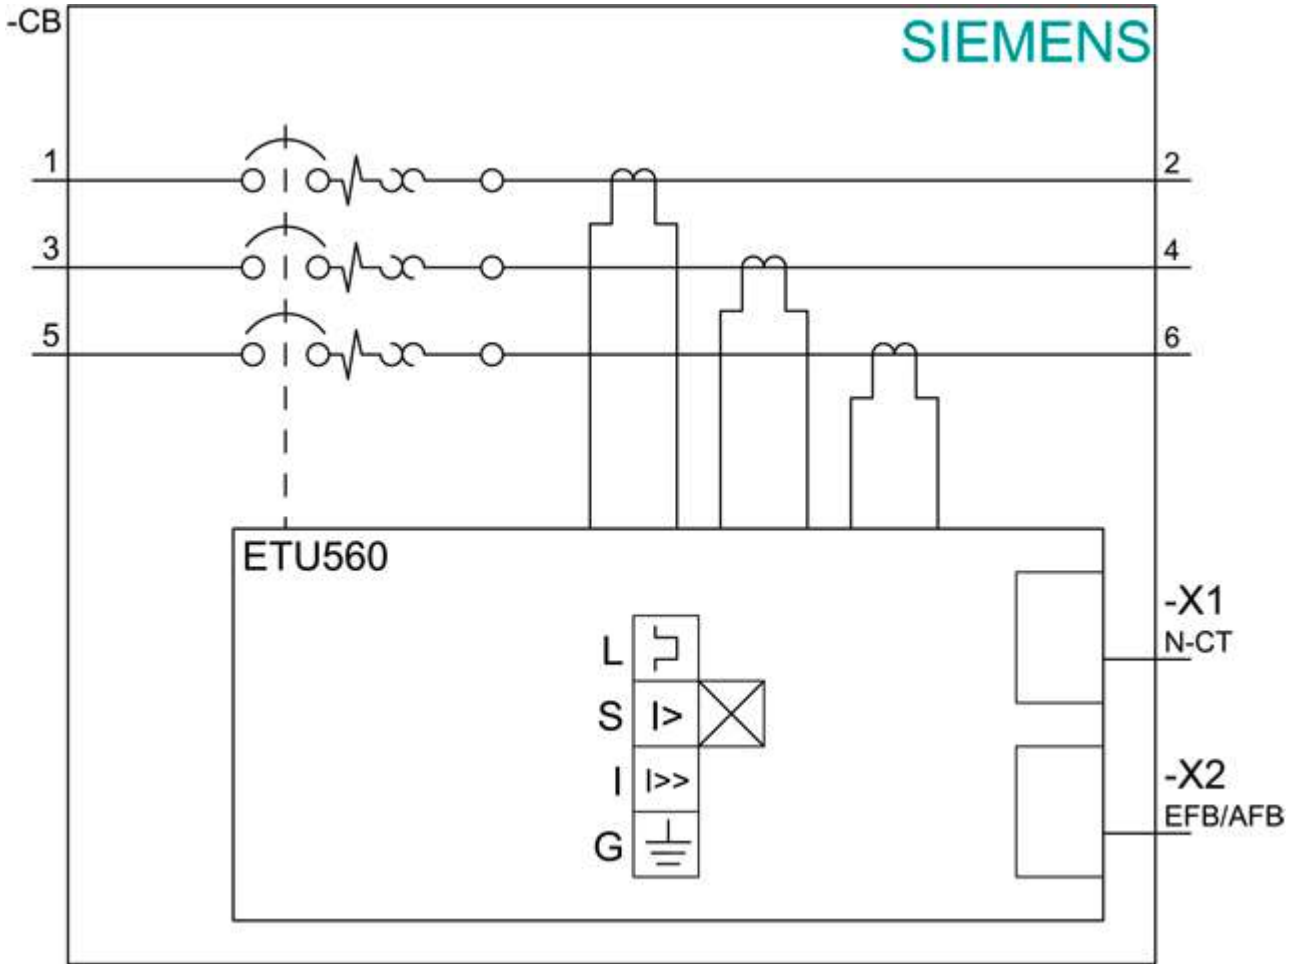 -CB
SIEMENS
1
2
3
4
5
6
ETU560
L
S I>
I I>>
G
-X1
N-CT
-X2
EFB/AFB